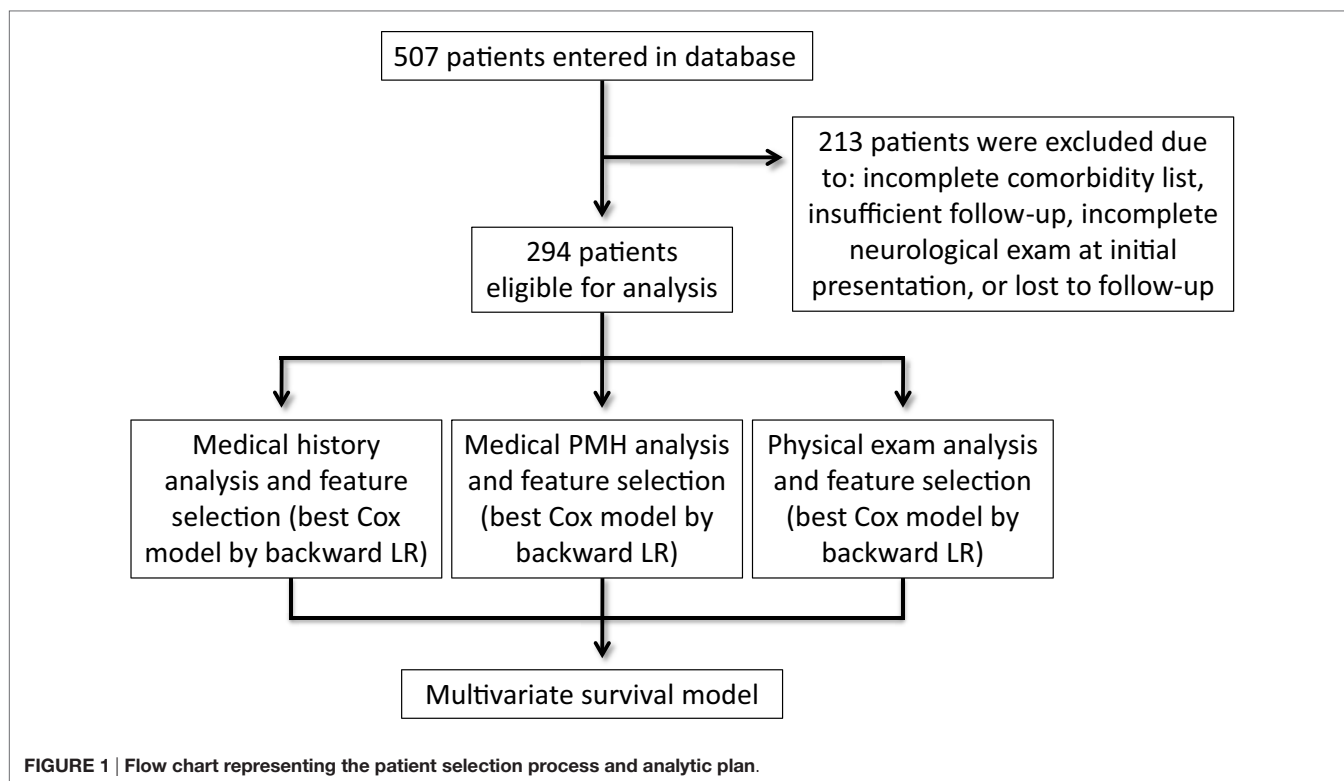 507 patients entered in database
213 patients were excluded due
to: incomplete comorbidity list,
insufficient follow-up, incomplete
neurological exam at initial
presentation, or lost to follow-up
294 patients
eligible for analysis
Medical history
analysis and feature
selection (best Cox
model by backward LR)
Medical PMH analysis
and feature selection
(best Cox model by
backward LR)
Physical exam analysis
and feature selection
(best Cox model by
backward LR)
Multivariate survival model
FIGURE 1 | Flow chart representing the patient selection process and analytic plan.